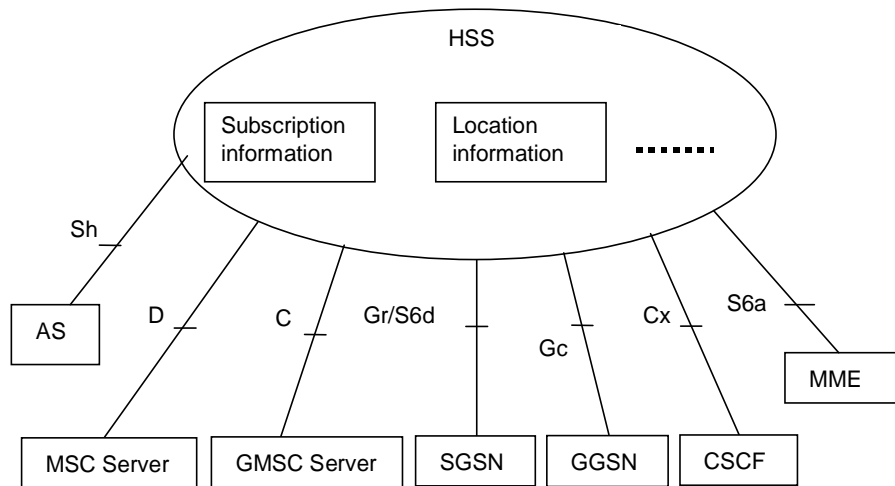 HSS
Subscription
information
Location
information
Sh
D
C
Gr/S6d
Gc
Cx
S6a
AS
MME
MSC Server
GMSC Server
SGSN
GGSN
CSCF